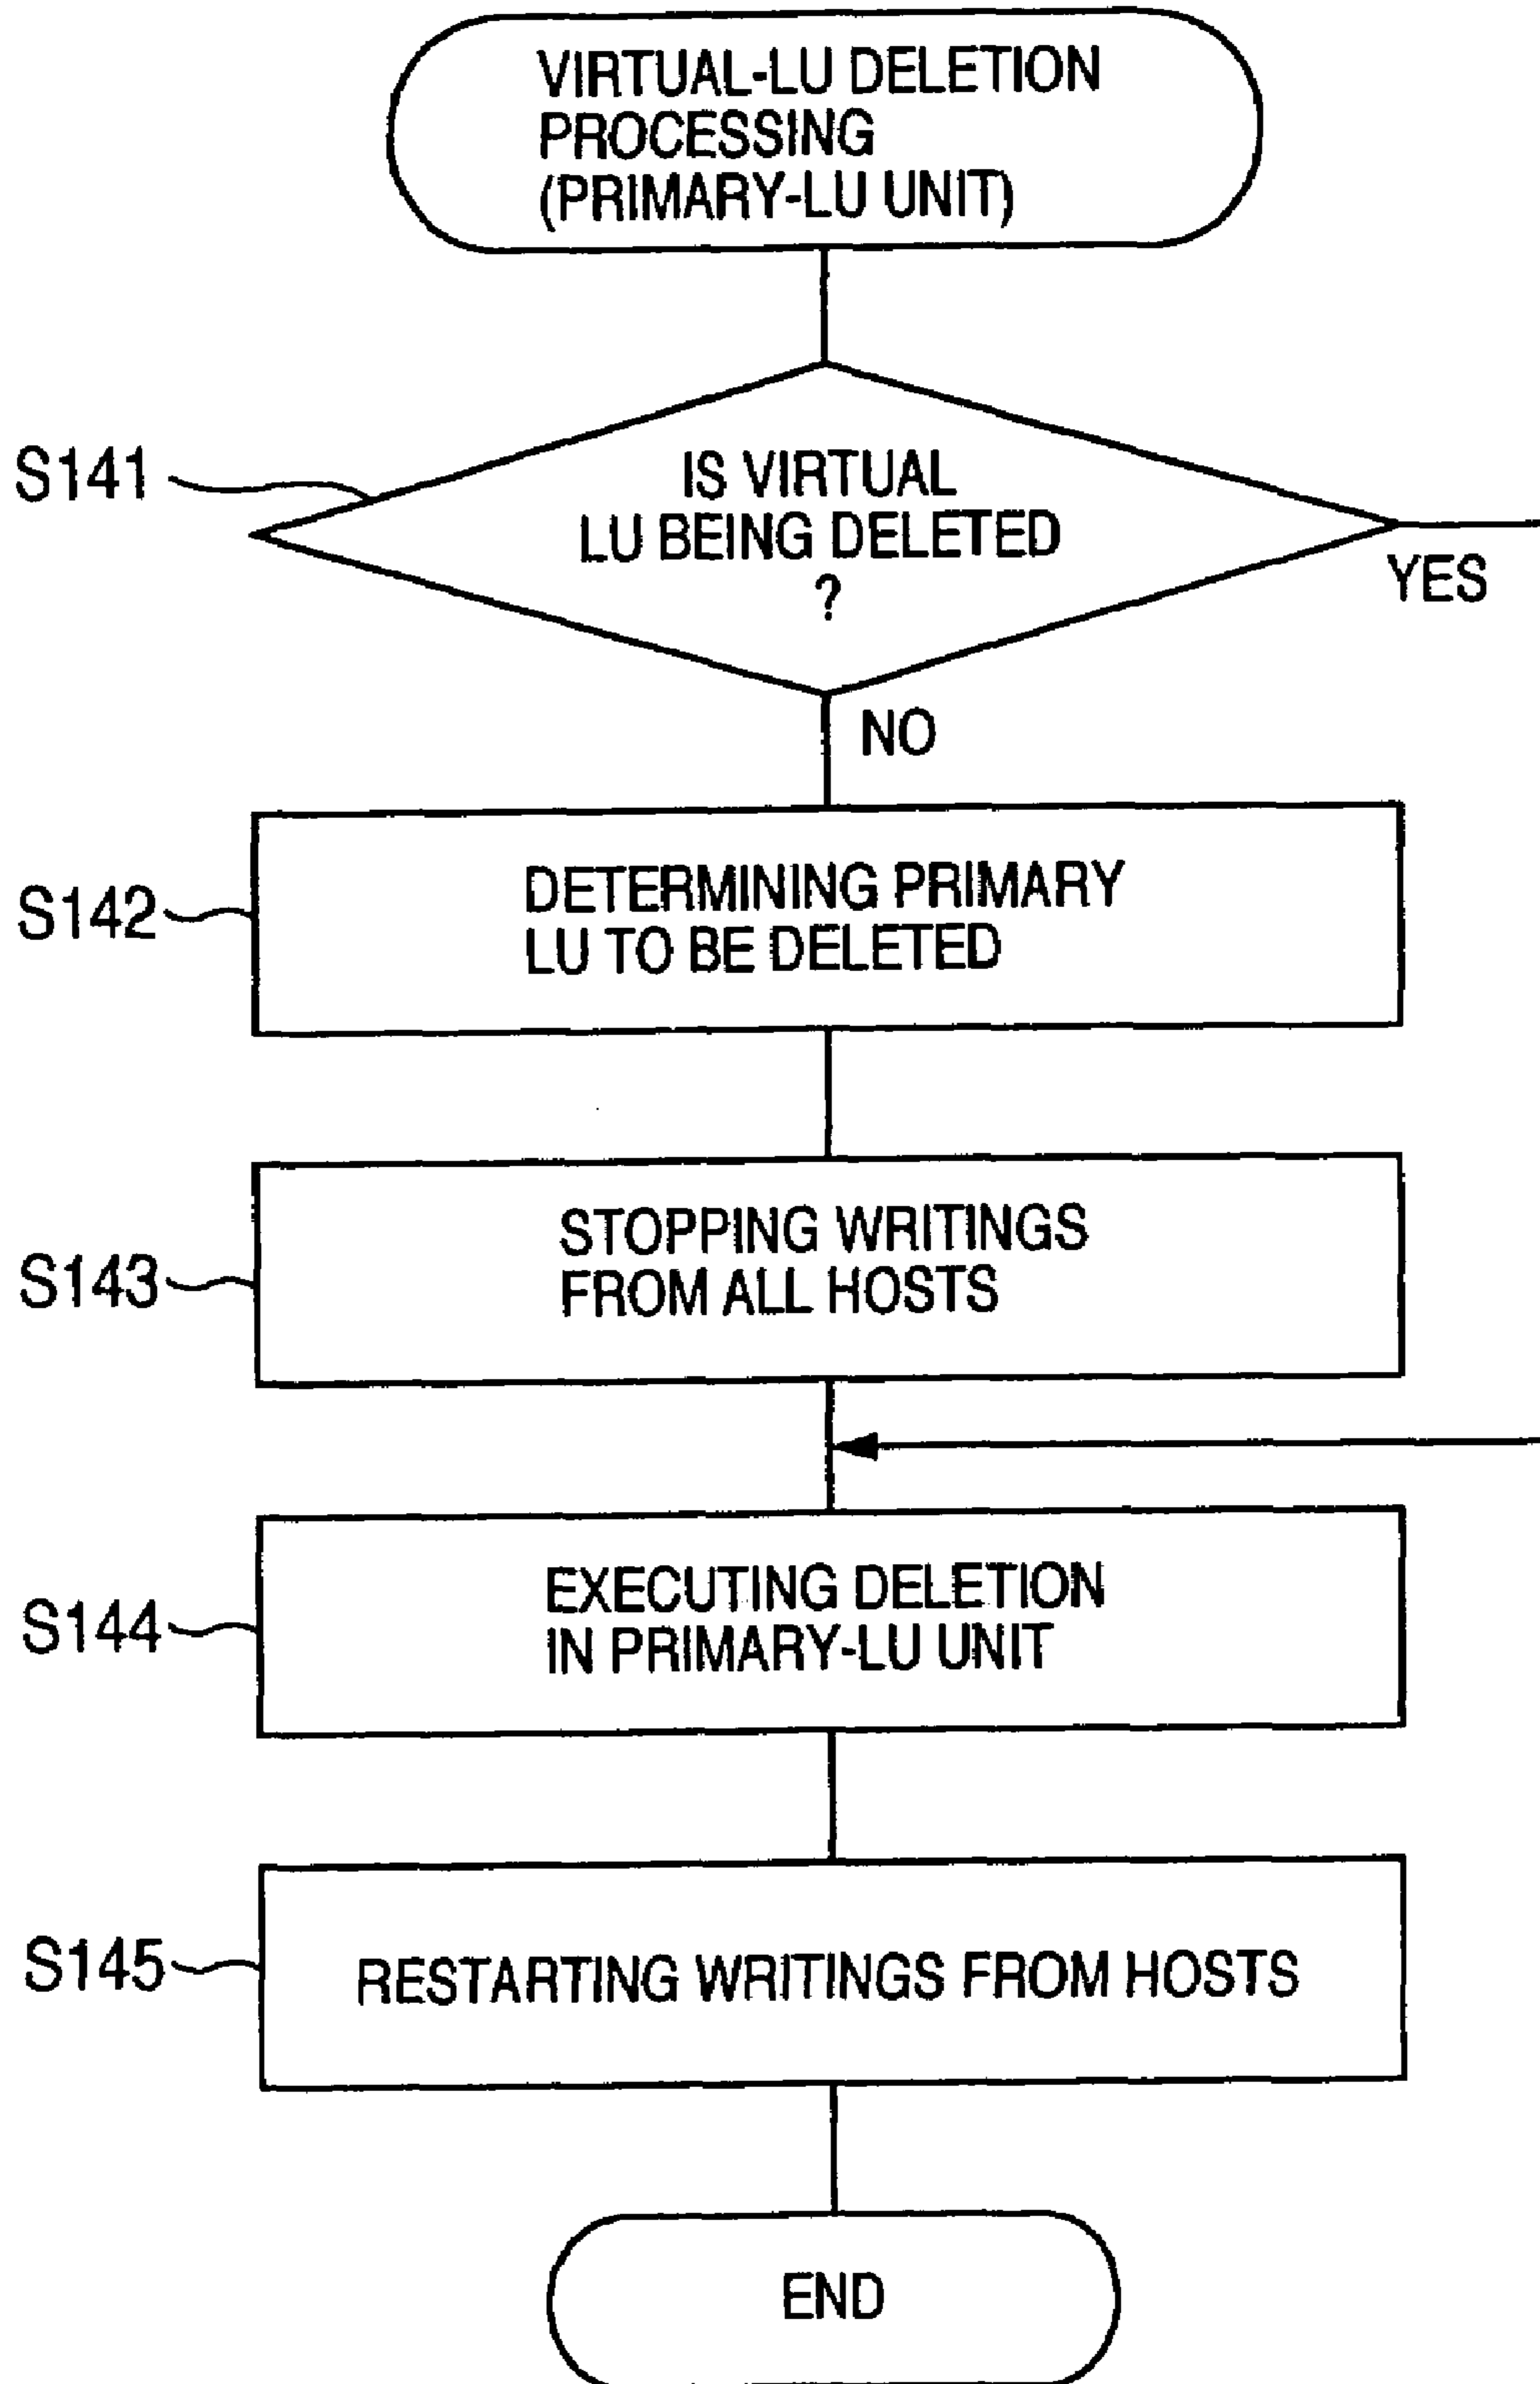 VIRTUAL-LU DELETION
PROCESSING
(PRIMARY-LU UNIT)
S141
IS VIRTUAL
LU BEING DELETED
?
YES
NO
S142
DETERMINING PRIMARY
LU TO BE DELETED
S143
STOPPING WRITINGS
FROM ALL HOSTS
S144
EXECUTING DELETION
IN PRIMARY-LU UNIT
S145
RESTARTING WRITINGS FROM HOSTS
END